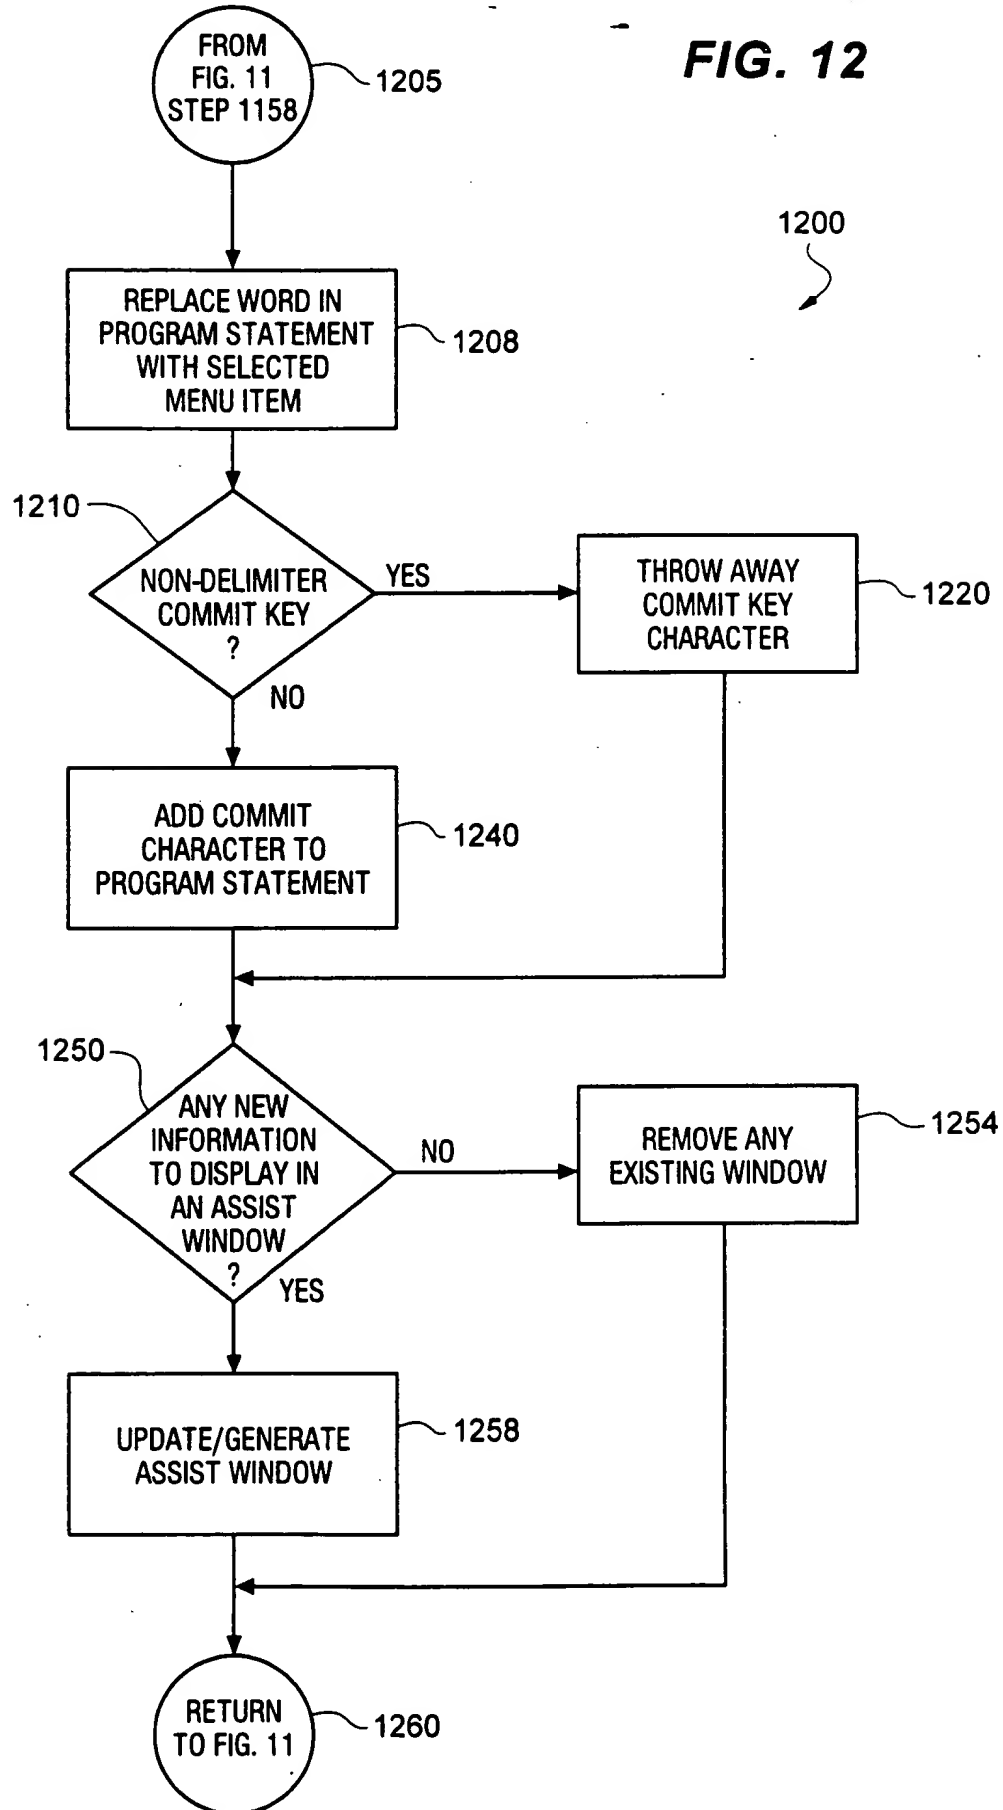 FROM
FIG. 11
STEP 1158
1205
FIG. 12
1200
REPLACE WORD IN
PROGRAM STATEMENT
WITH SELECTED
MENU ITEM
1208
1210
NON-DELIMITER
COMMIT KEY
?
YES
THROW AWAY
COMMIT KEY
CHARACTER
1220
NO
ADD COMMIT
CHARACTER TO
PROGRAM STATEMENT
1240
1250
ANY NEW
INFORMATION
TO DISPLAY IN
AN ASSIST
WINDOW
?
NO
REMOVE ANY
EXISTING WINDOW
1254
YES
UPDATE/GENERATE
ASSIST WINDOW
1258
RETURN
TO FIG. 11
1260